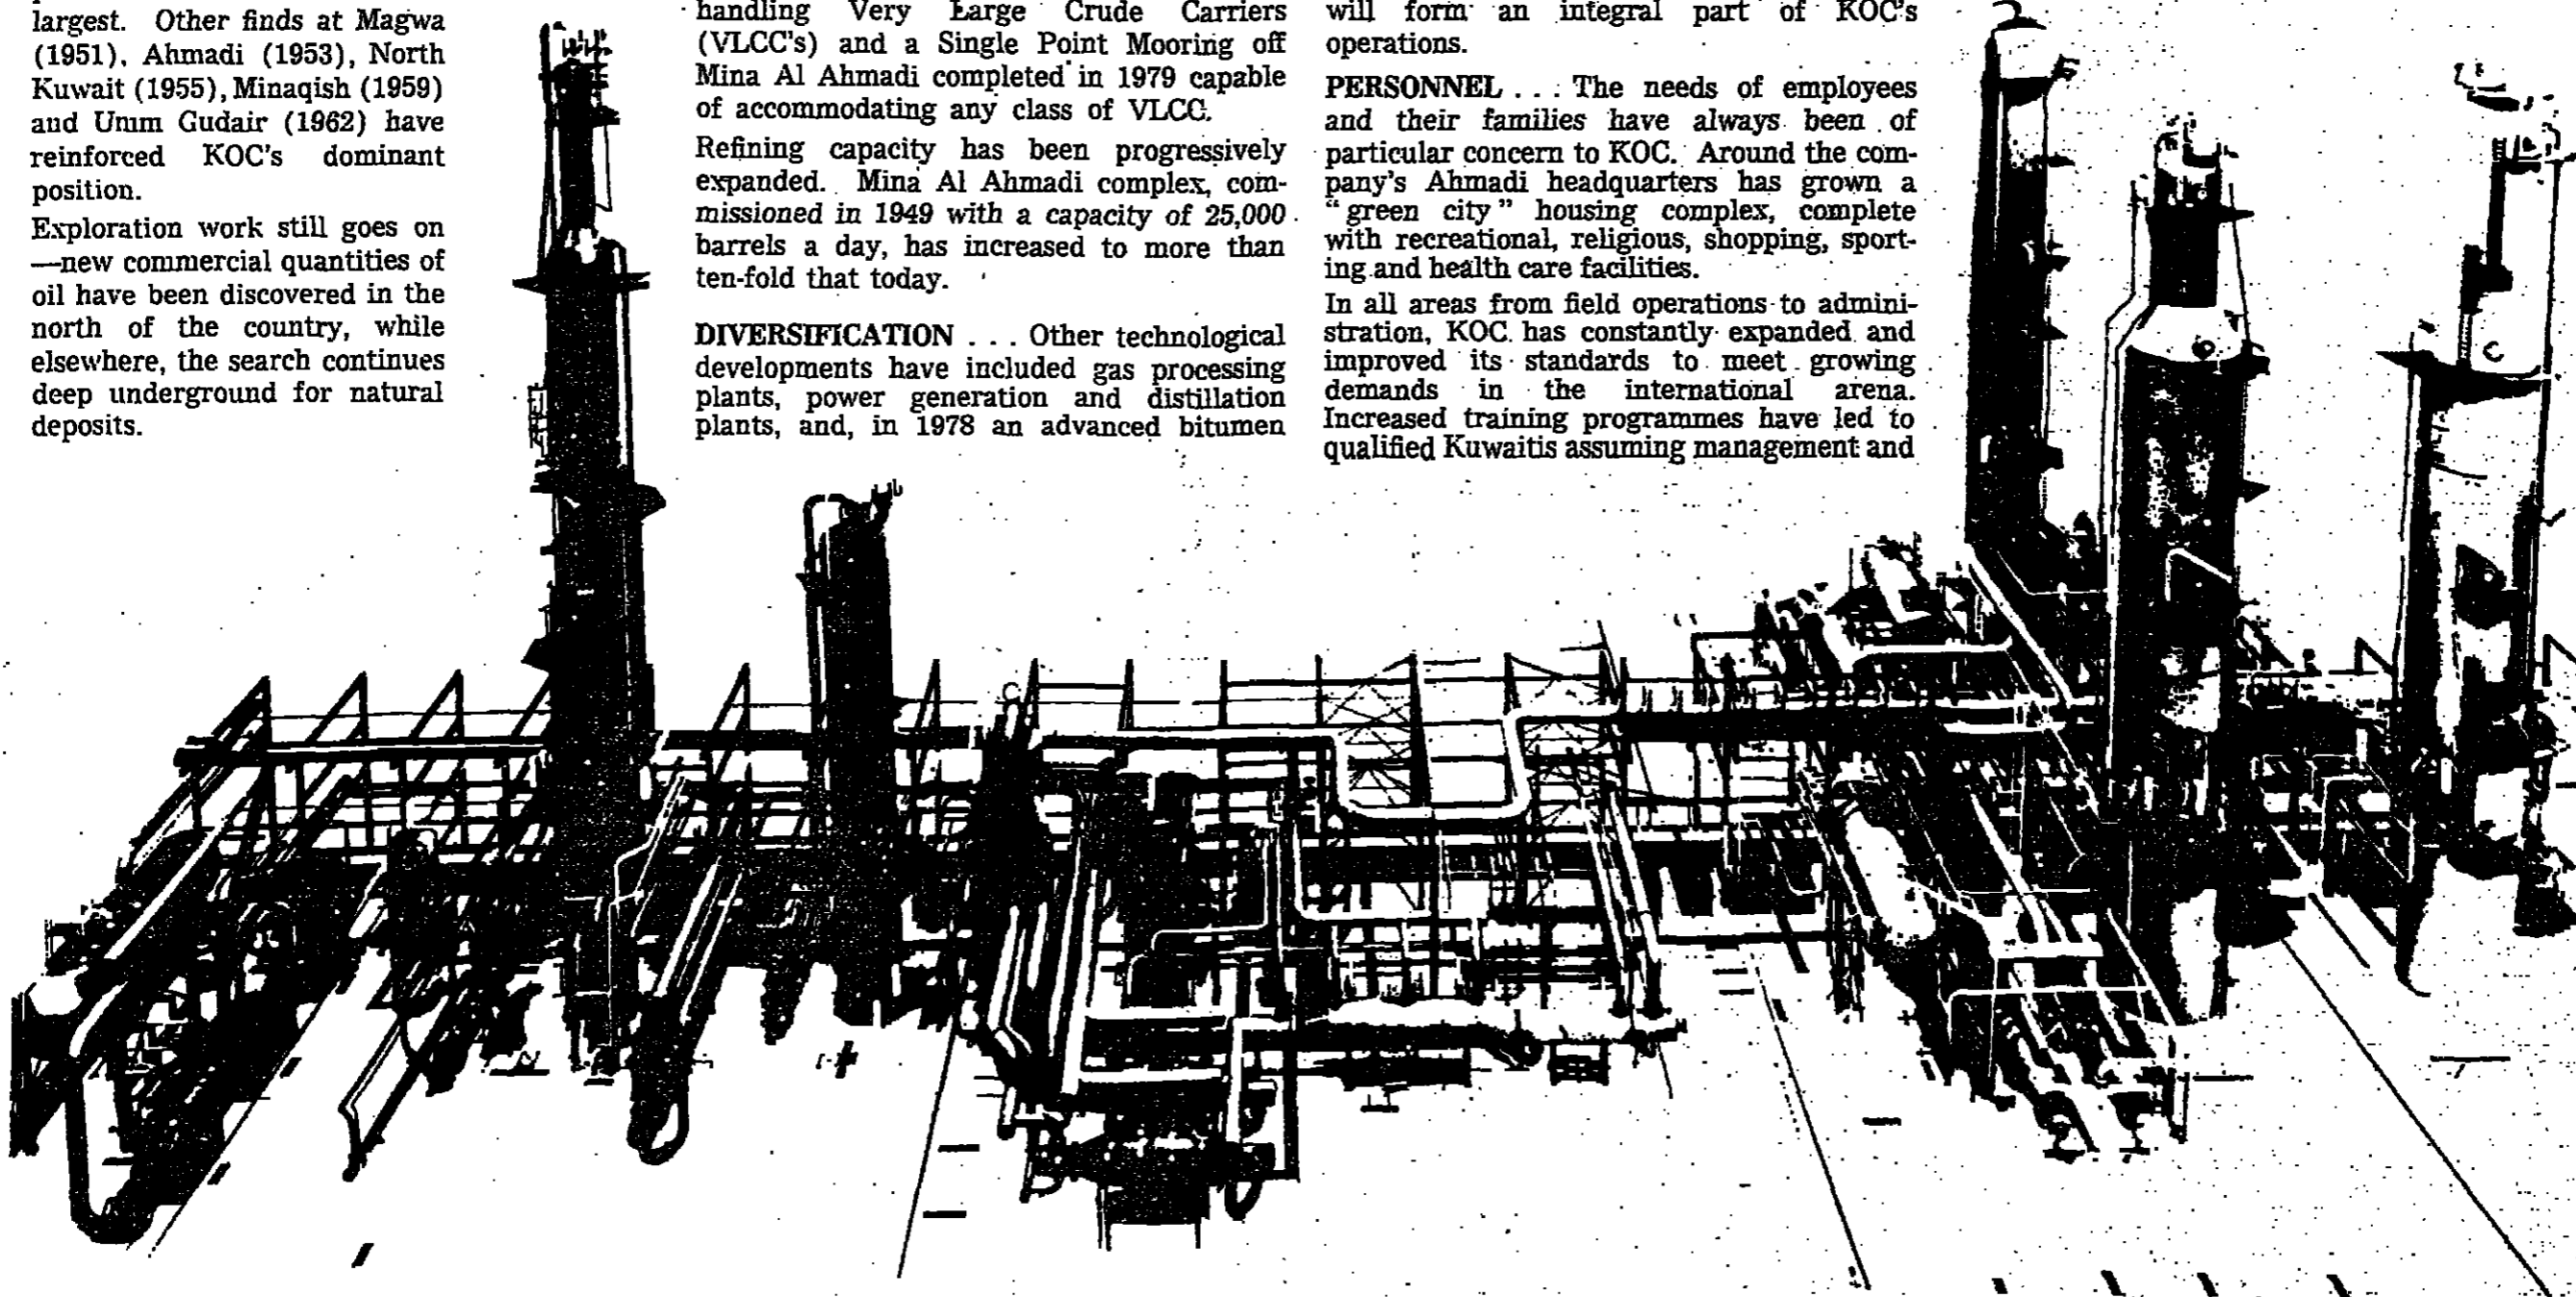 largest. Other finds at Magwa
(1951), Ahmadi (1953), North
Kuwait (1955), Minaqish (1959)
and Umm Gudair (1962) have
reinforced KOC's dominant
position.
Exploration work still goes on
—new commercial quantities of
oil have been discovered in the
north of the country, while
elsewhere, the search continues
deep underground for natural
deposits.
handling Very Large Crude Carriers
(VLCC's) and a Single Point Mooring off
Mina Al Ahmadi completed in 1979 capable
of accommodating any class of VLCC.
Refining capacity has been progressively
expanded. Mina Al Ahmadi complex, com-
missioned in 1949 with a capacity of 25,000
barrels a day, has increased to more than
ten-fold that today.
DIVERSIFICATION . . . Other technological
developments have included gas processing
plants, power generation and distillation
plants, and, in 1978 an advanced bitumen
will form an integral part of KOC's
operations.
PERSONNEL . . . The needs of employees
and their families have always been of
particular concern to KOC. Around the com-
pany's Ahmadi headquarters has grown a
"green city" housing complex, complete
with recreational, religious, shopping, sport-
ing and health care facilities.
In all areas from field operations to admini-
stration, KOC has constantly expanded and
improved its standards to meet growing
demands in the international arena.
Increased training programmes have led to
qualified Kuwaitis assuming management and